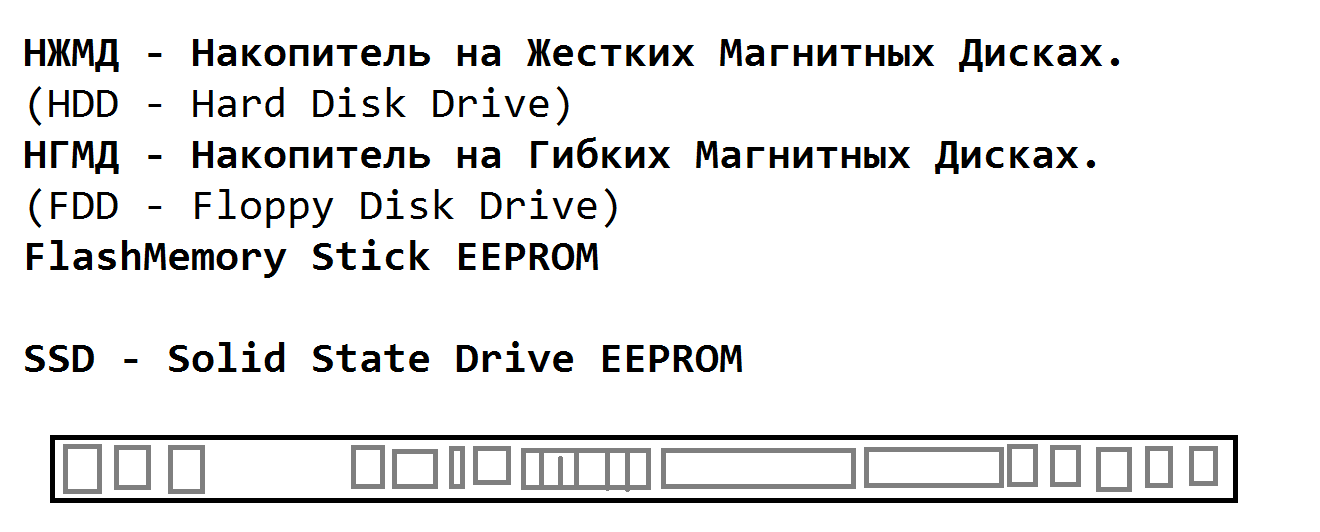 НЖМД - Накопитель на Жестких Магнитных Дисках.
(HDD - Hard Disk Drive)
НГМД - Накопитель на Гибких Магнитных Дисках.
(FDD - Floppy Disk Drive)
FlashMemory Stick EEPROM
SSD - Solid State Drive EEPROM